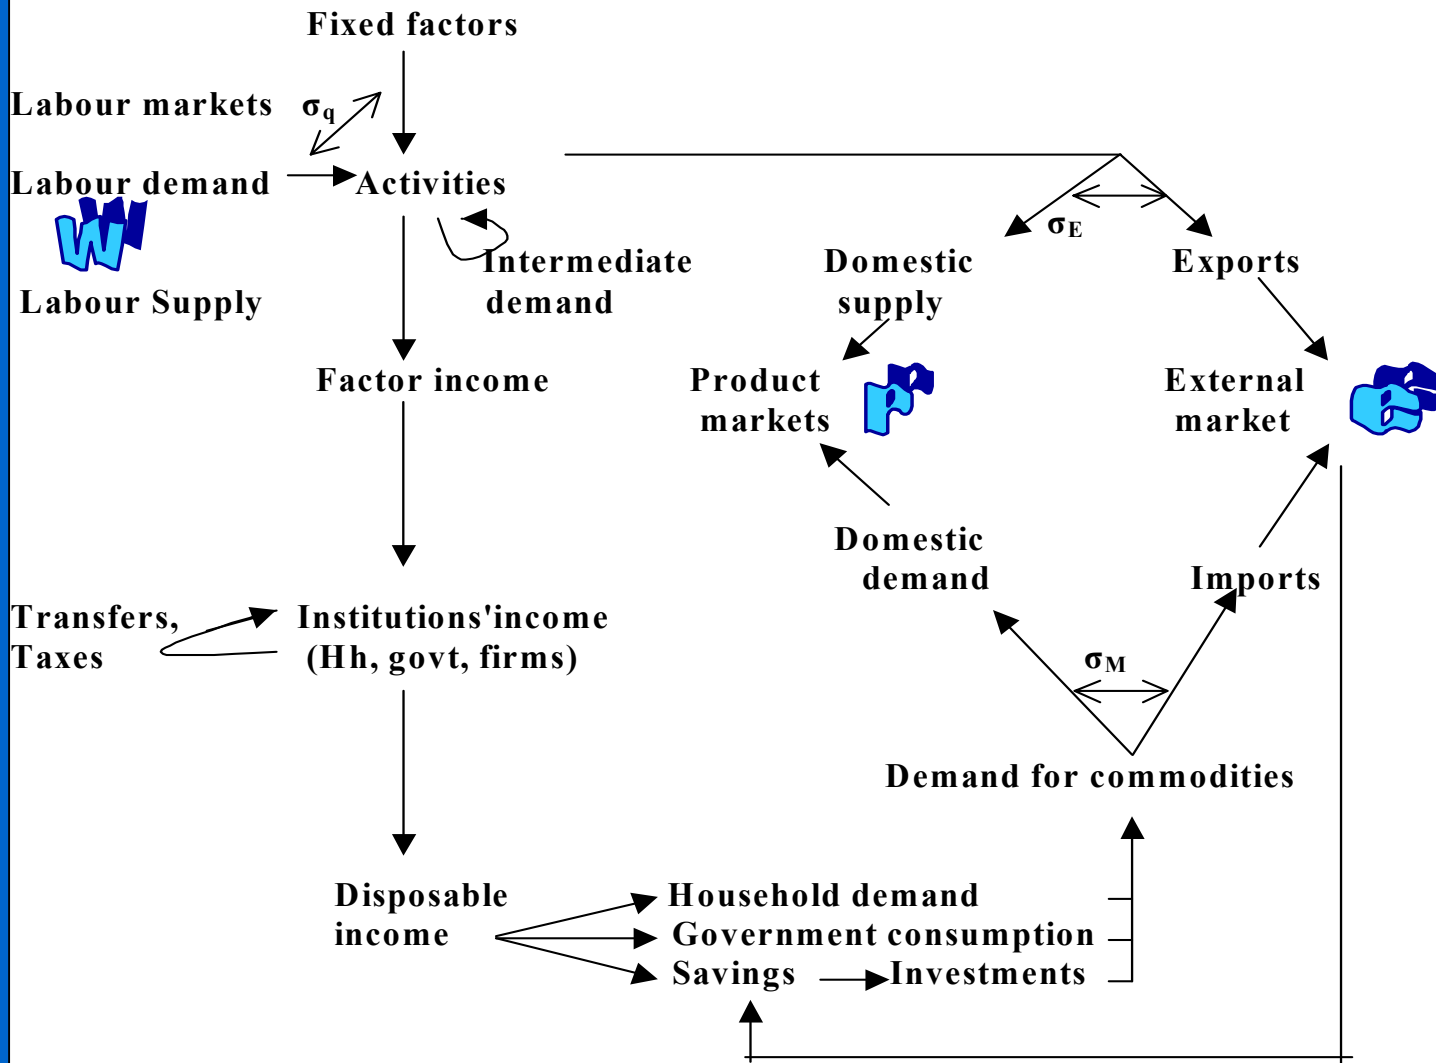 Fixed factors
Labour markets
σq
Labour demand
Activities
W
Labour Supply
Intermediate
demand
σE
Domestic
supply
Exports
Factor income
Product
markets
P
External
market
e
Domestic
demand
Imports
Transfers,
Taxes
Institutions'income
(Hh, govt, firms)
σM
Demand for commodities
Disposable
income
Household demand
Government consumption
Savings
Investments